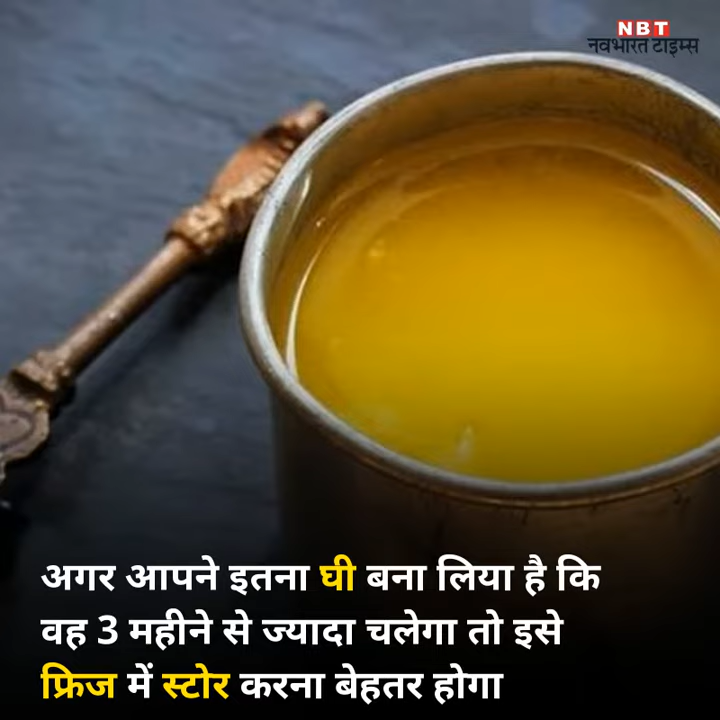 NBT
नवभारत टाइम्स
अगर आपने इतना घी बना लिया है कि
वह 3 महीने से ज्यादा चलेगा तो इसे
फ्रिज में स्टोर करना बेहतर होगा